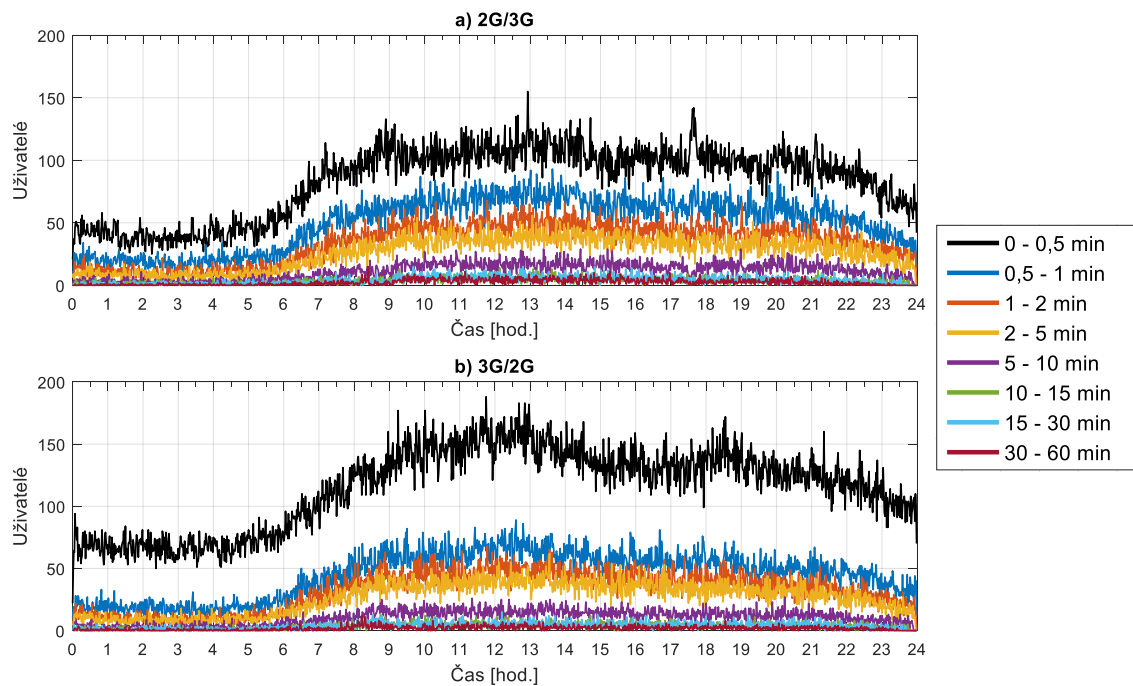 a) 2G/3G
200
150
100
50
0
Uživatelé
0 1 2 3 4 5 6 7 8 9 10 11 12 13 14 15 16 17 18 19 20 21 22 23 24
Čas [hod.]
b) 3G/2G
200
150
100
50
0
Uživatelé
0 1 2 3 4 5 6 7 8 9 10 11 12 13 14 15 16 17 18 19 20 21 22 23 24
Čas [hod.]
0 - 0,5 min
0,5 - 1 min
1 - 2 min
2 - 5 min
5 - 10 min
10 - 15 min
15 - 30 min
30 - 60 min